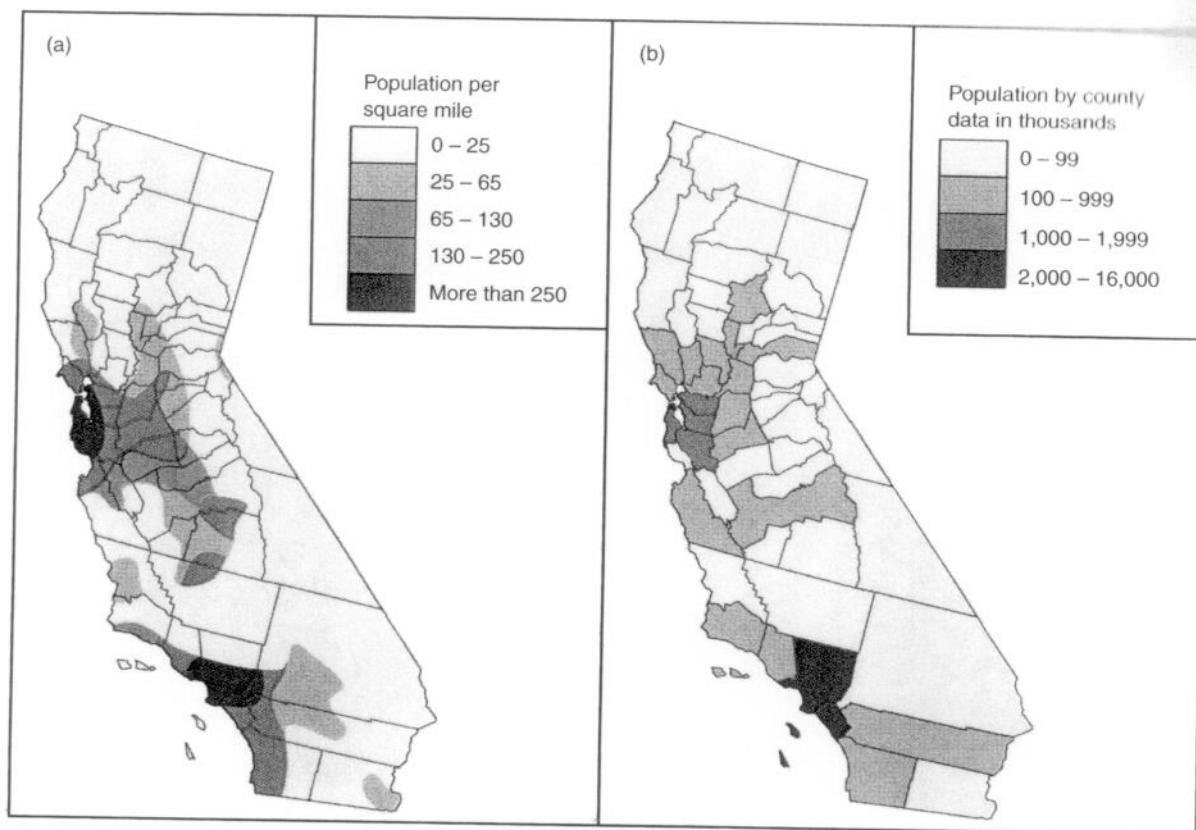 (a)
Population per
square mile
0 – 25
25 – 65
65 – 130
130 – 250
More than 250
(b)
Population by county
data in thousands
0 – 99
100 – 999
1,000 – 1,999
2,000 – 16,000